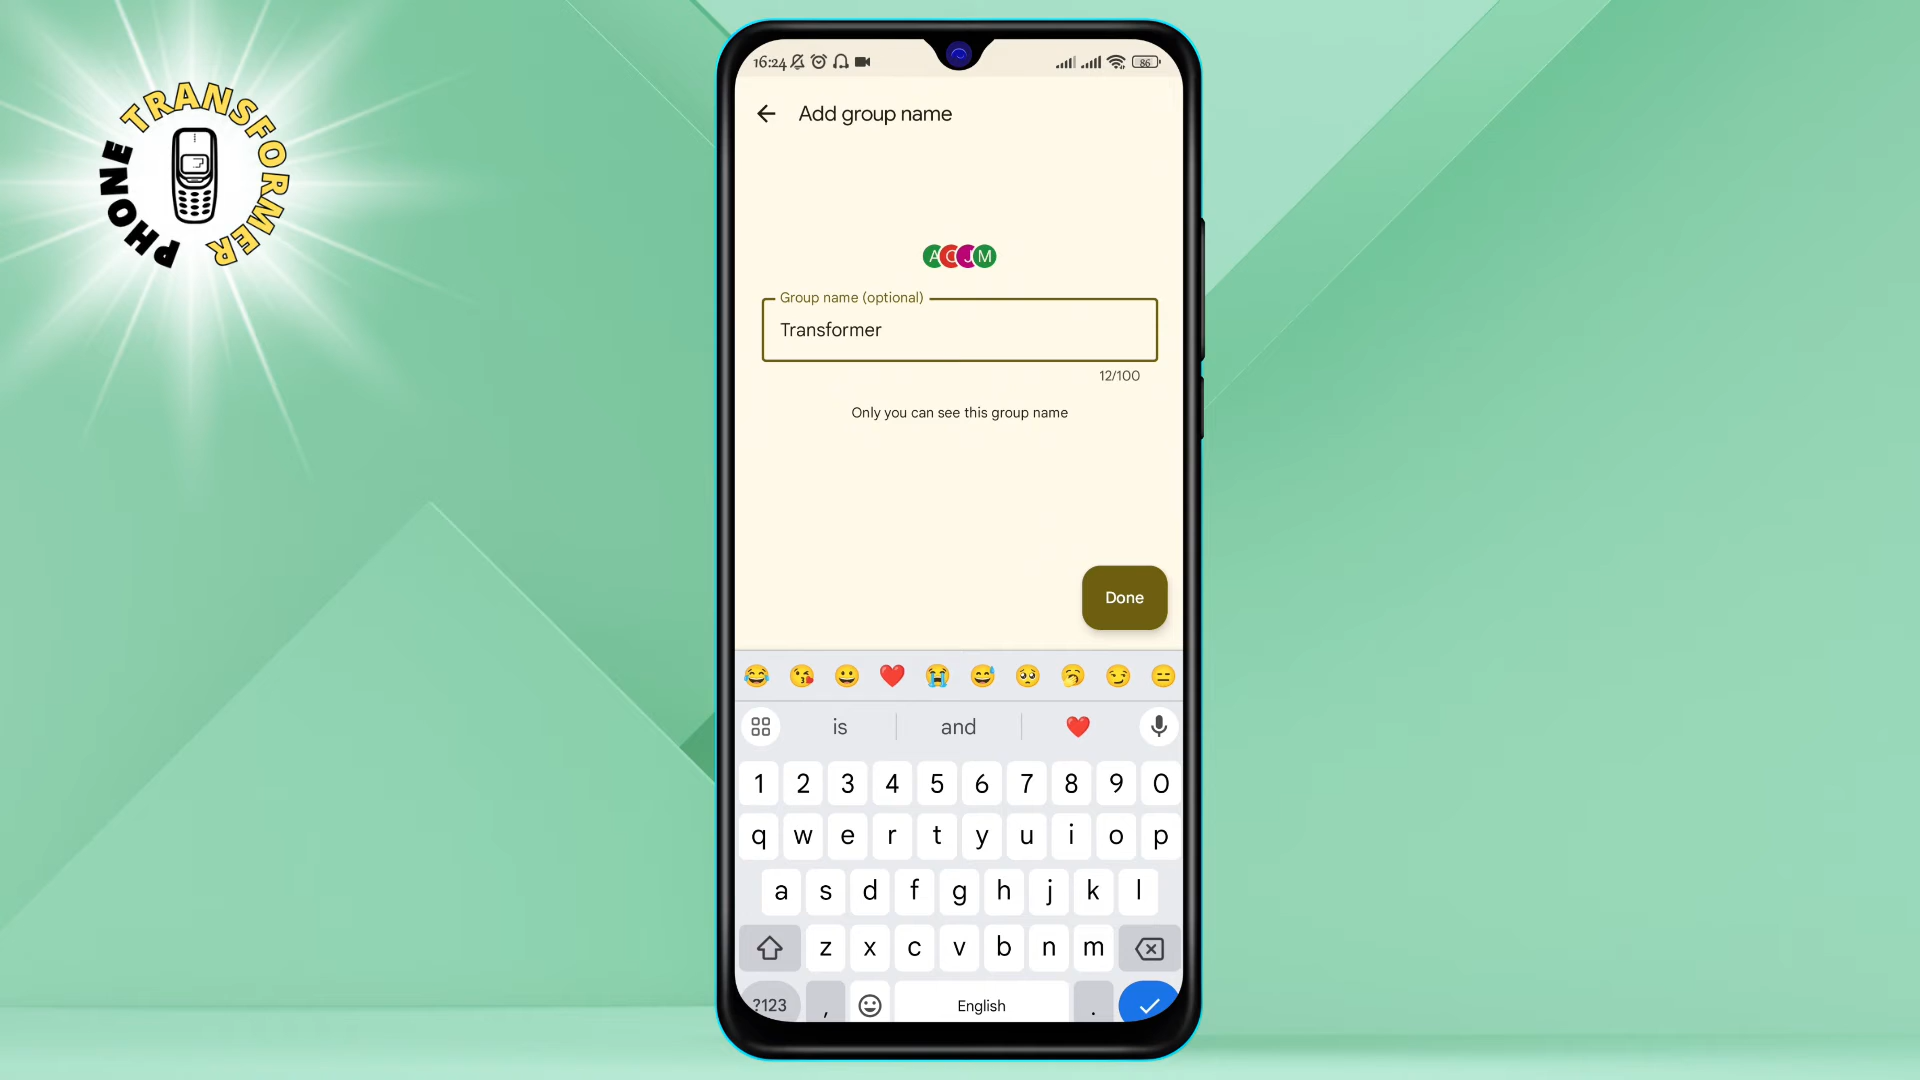 PHONE TRANSFORMER
16:24
86
Add group name
A C J M
Group name (optional)
Transformer
12/100
Only you can see this group name
Done
is and
1 2 3 4 5 6 7 8 9 0
q w e r t y u i o p
a s d f g h j k l
z x c v b n m
?123 , English .